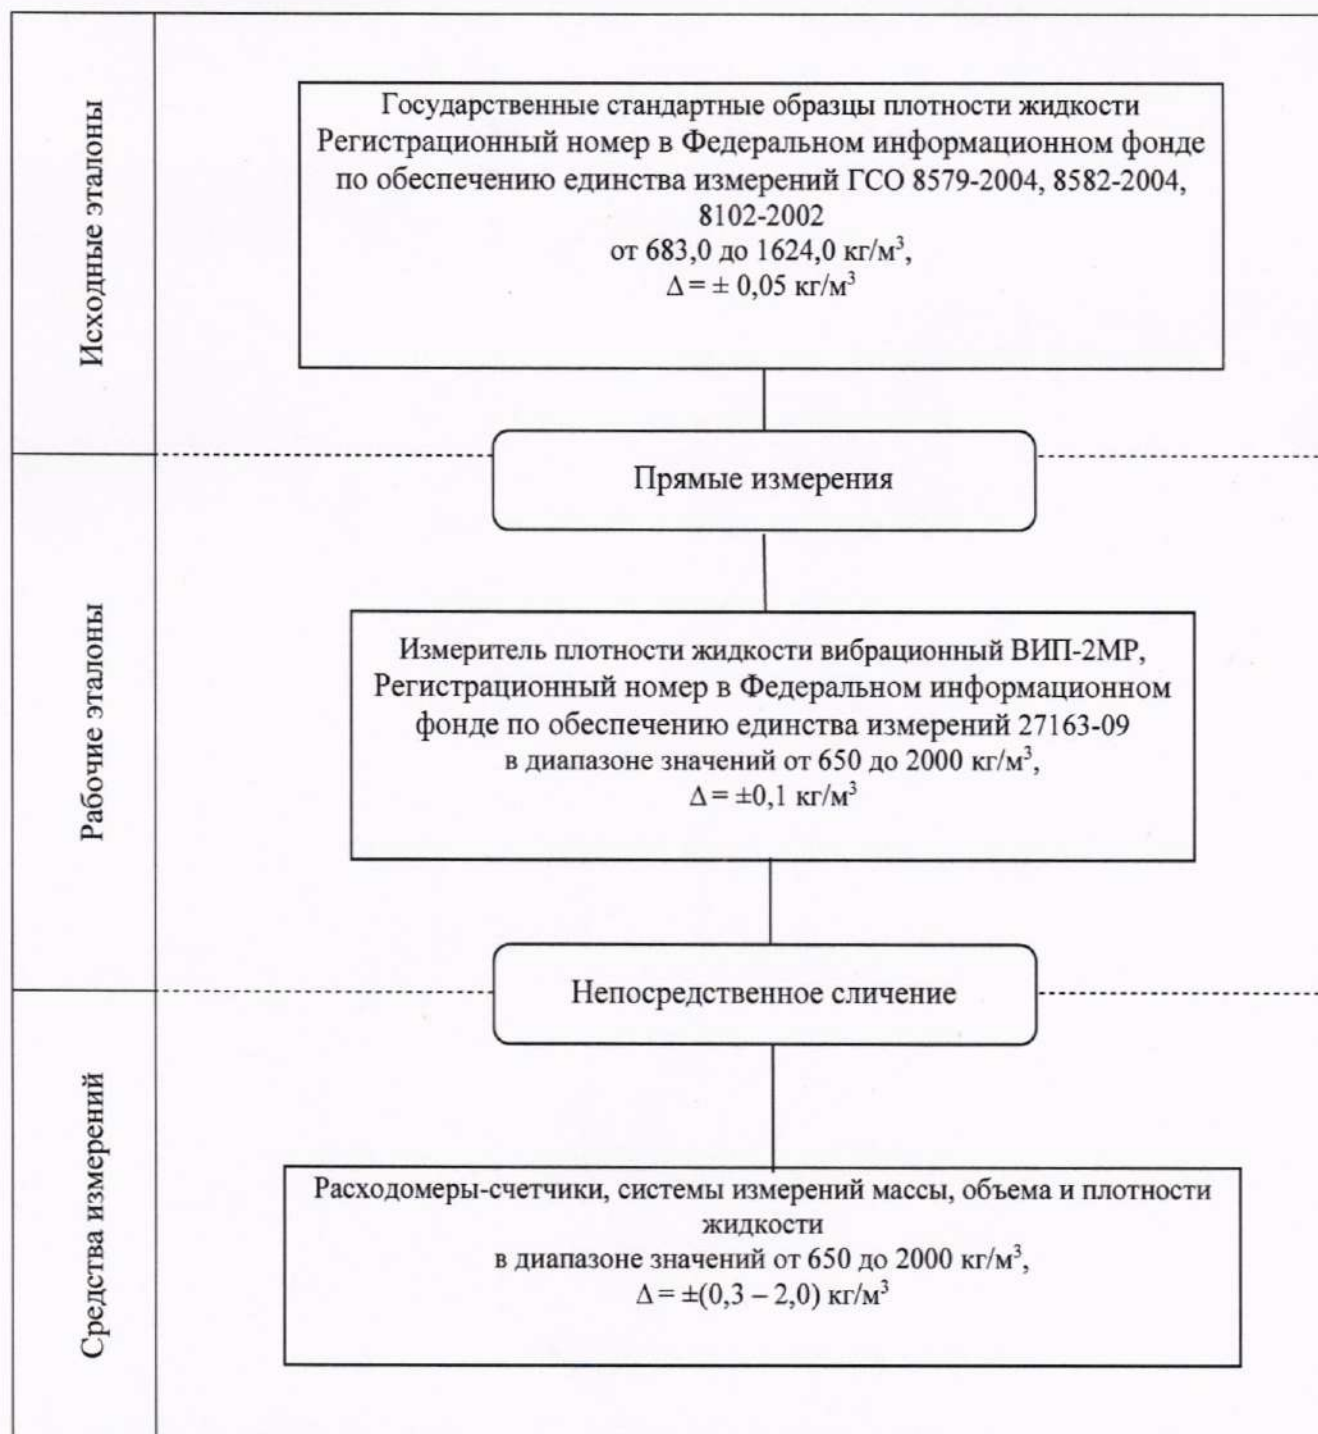 Исходные эталоны
Государственные стандартные образцы плотности жидкости
Регистрационный номер в Федеральном информационном фонде
по обеспечению единства измерений ГСО 8579-2004, 8582-2004,
8102-2002
от 683,0 до 1624,0 кг/м³,
Δ = ± 0,05 кг/м³
Прямые измерения
Рабочие эталоны
Измеритель плотности жидкости вибрационный ВИП-2МР,
Регистрационный номер в Федеральном информационном
фонде по обеспечению единства измерений 27163-09
в диапазоне значений от 650 до 2000 кг/м³,
Δ = ±0,1 кг/м³
Непосредственное сличение
Средства измерений
Расходомеры-счетчики, системы измерений массы, объема и плотности
жидкости
в диапазоне значений от 650 до 2000 кг/м³,
Δ = ±(0,3 – 2,0) кг/м³